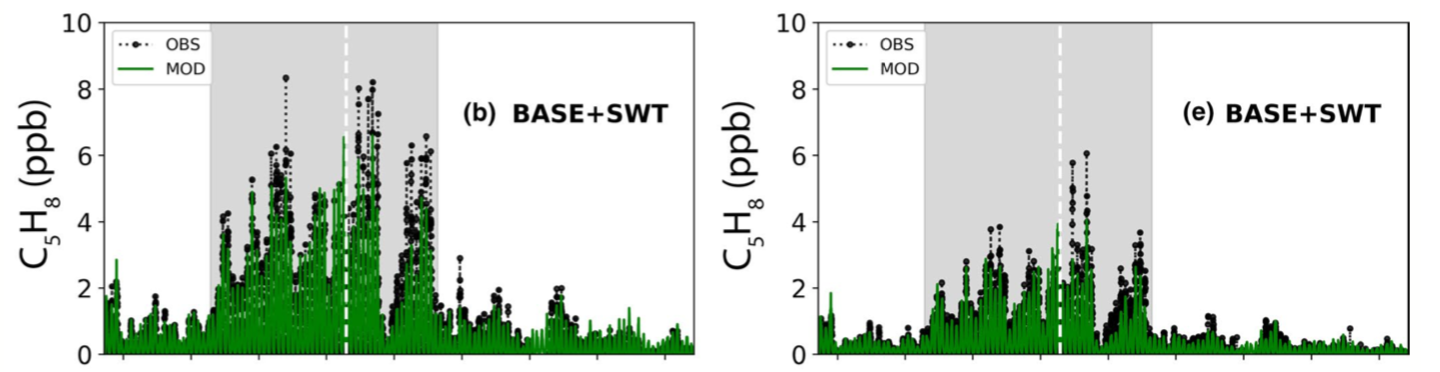 10
8
6
4
2
0
C5H8 (ppb)
OBS
MOD
(b) BASE+SWT
10
8
6
4
2
0
C5H8 (ppb)
OBS
MOD
(e) BASE+SWT